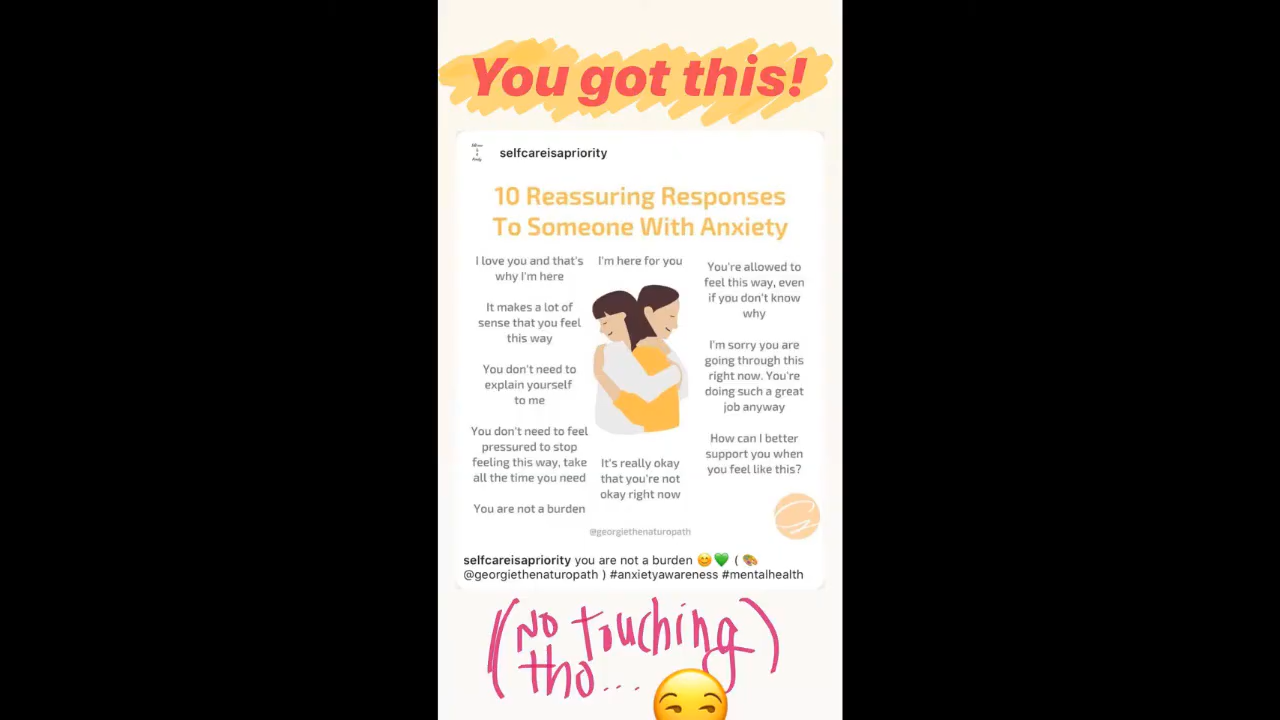 You got this!
selfcareisapriority
10 Reassuring Responses
To Someone With Anxiety
I love you and that's
why I'm here
It makes a lot of
sense that you feel
this way
You don't need to
explain yourself
to me
You don't need to feel
pressured to stop
feeling this way, take
all the time you need
You are not a burden
I'm here for you
It's really okay
that you're not
okay right now
You're allowed to
feel this way, even
if you don't know
why
I'm sorry you are
going through this
right now. You're
doing such a great
job anyway
How can I better
support you when
you feel like this?
@georgiethenaturopath
selfcareisapriority you are not a burden 😊💚 ( 🎨
@georgiethenaturopath ) #anxietyawareness #mentalhealth
(No touching
tho...)